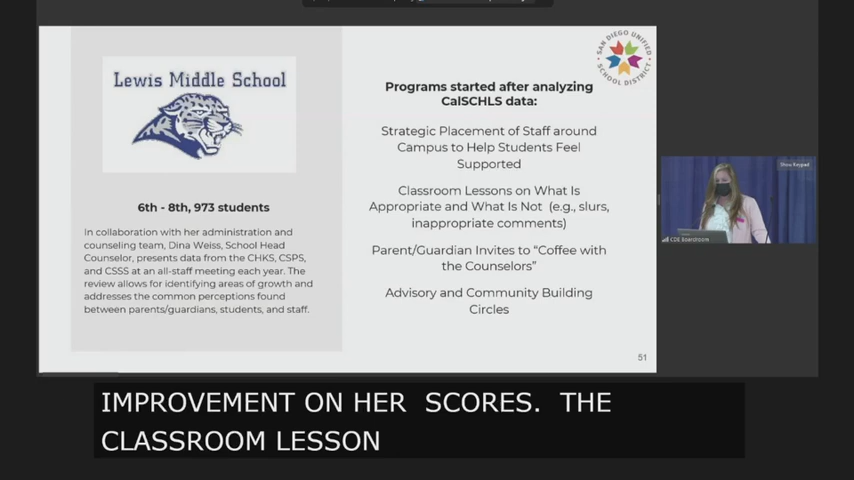 Lewis Middle School
6th - 8th, 973 students
In collaboration with her administration and
counseling team, Dina Weiss, School Head
Counselor, presents data from the CHKS, CSPS,
and CSSS at an all-staff meeting each year. The
review allows for identifying areas of growth and
addresses the common perceptions found
between parents/guardians, students, and staff.
SAN DIEGO UNIFIED
SCHOOL DISTRICT
Programs started after analyzing
CalSCHLS data:
Strategic Placement of Staff around
Campus to Help Students Feel
Supported
Classroom Lessons on What Is
Appropriate and What Is Not (e.g., slurs,
inappropriate comments)
Parent/Guardian Invites to “Coffee with
the Counselors”
Advisory and Community Building
Circles
51
Show Keypad
CDE Boardroom
IMPROVEMENT ON HER SCORES. THE
CLASSROOM LESSON